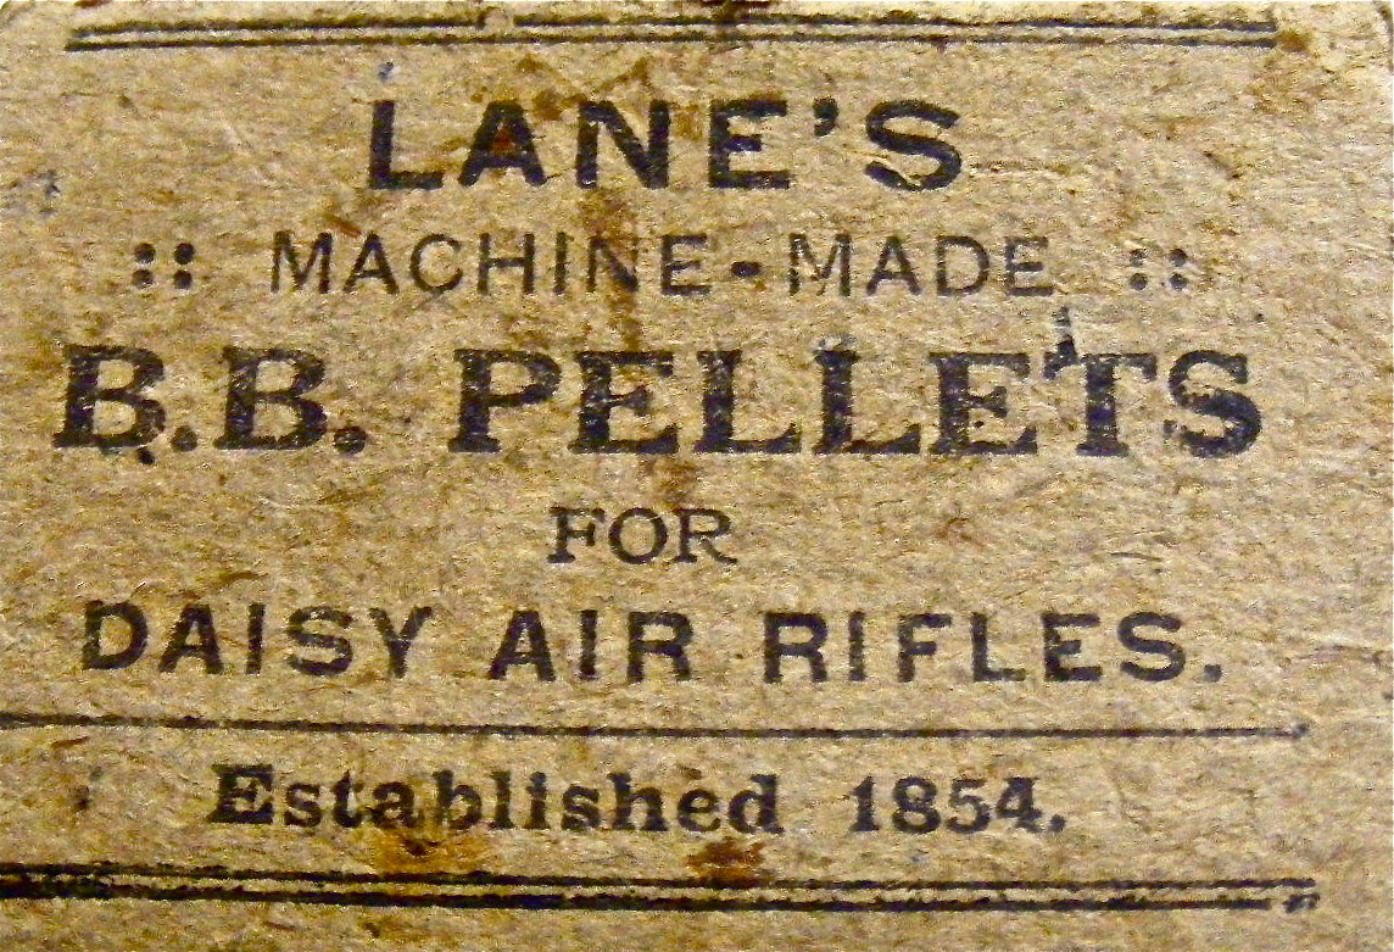 LANE'S
:: MACHINE-MADE ::
B.B. PELLETS
FOR
DAISY AIR RIFLES.
Established 1854.